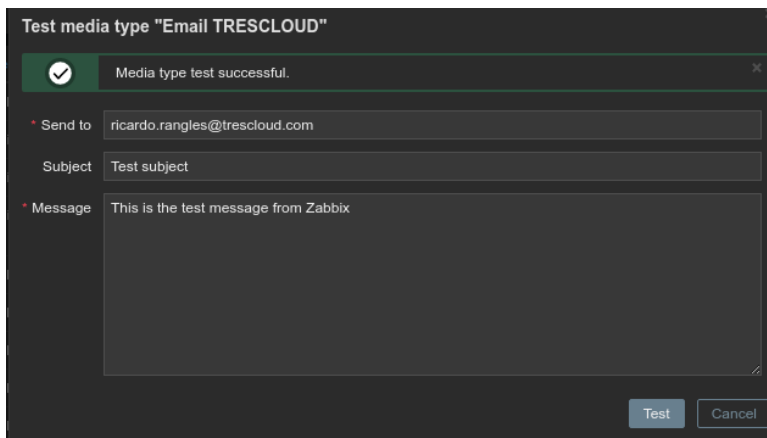 Test media type "Email TRESCLOUD"
Media type test successful.
* Send to ricardo.rangles@trescloud.com
Subject Test subject
* Message This is the test message from Zabbix
Test Cancel